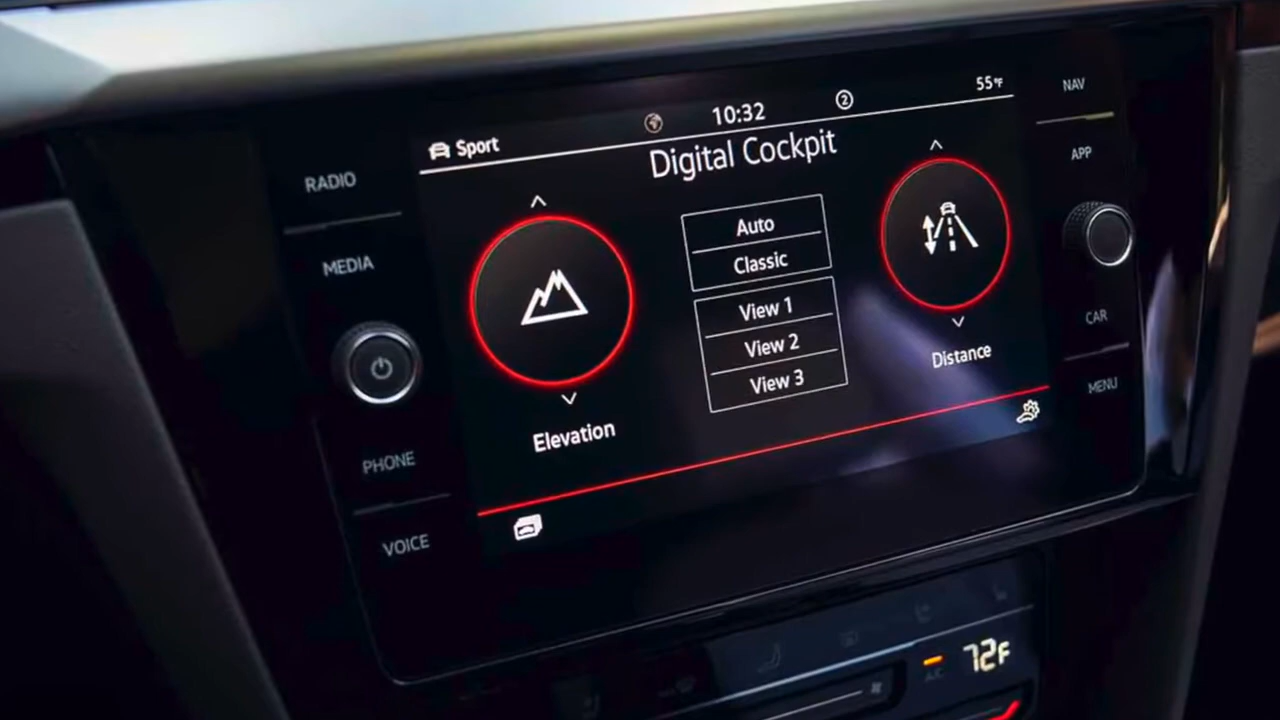 RADIO
MEDIA
PHONE
VOICE
Sport
10:32
2
55°F
Digital Cockpit
Auto
Classic
View 1
View 2
View 3
Elevation
Distance
NAV
APP
CAR
MENU
A/C
72F